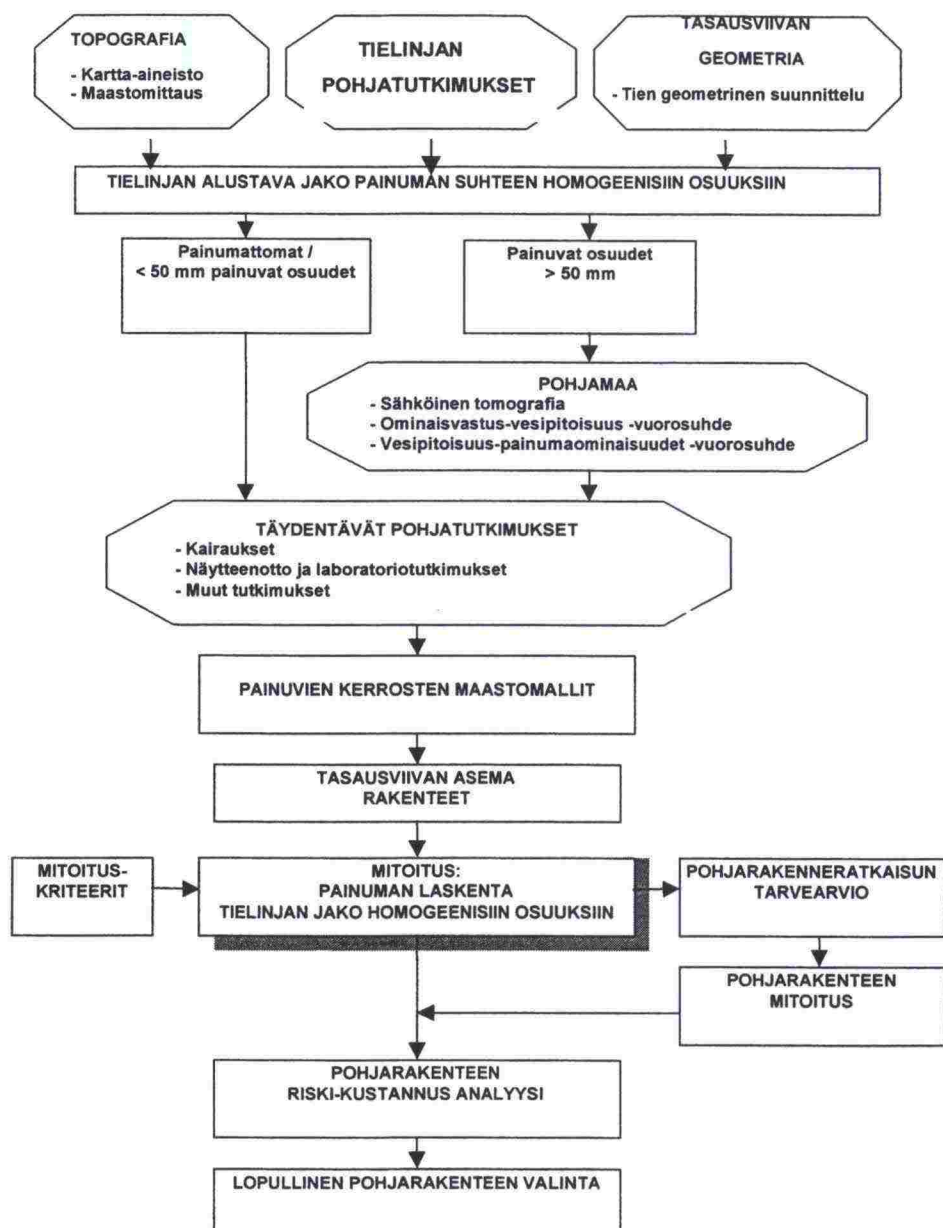 TOPOGRAFIA
- Kartta-aineisto
- Maastomittaus
TIELINJAN
POHJATUTKIMUKSET
TASAUSVIIVAN
GEOMETRIA
- Tien geometrinen suunnittelu
TIELINJAN ALUSTAVA JAKO PAINUMAN SUHTEEN HOMOGEENISIIN OSUUKSIIN
Painumattomat /
< 50 mm painuvat osuudet
Painuvat osuudet
> 50 mm
POHJAMAA
- Sähköinen tomografia
- Ominaisvastus-vesipitoisuus -vuorosuhde
- Vesipitoisuus-painumaominaisuudet -vuorosuhde
TÄYDENTÄVÄT POHJATUTKIMUKSET
- Kairaukset
- Näytteenotto ja laboratoriotutkimukset
- Muut tutkimukset
PAINUVIEN KERROSTEN MAASTOMALLIT
TASAUSVIIVAN ASEMA
RAKENTEET
MITOITUS-
KRITEERIT
MITOITUS:
PAINUMAN LASKENTA
TIELINJAN JAKO HOMOGEENISIIN OSUUKSIIN
POHJARAKENNERATKAISUN
TARVEARVIO
POHJARAKENTEEN
MITOITUS
POHJARAKENTEEN
RISKI-KUSTANNUS ANALYYSI
LOPULLINEN POHJARAKENTEEN VALINTA